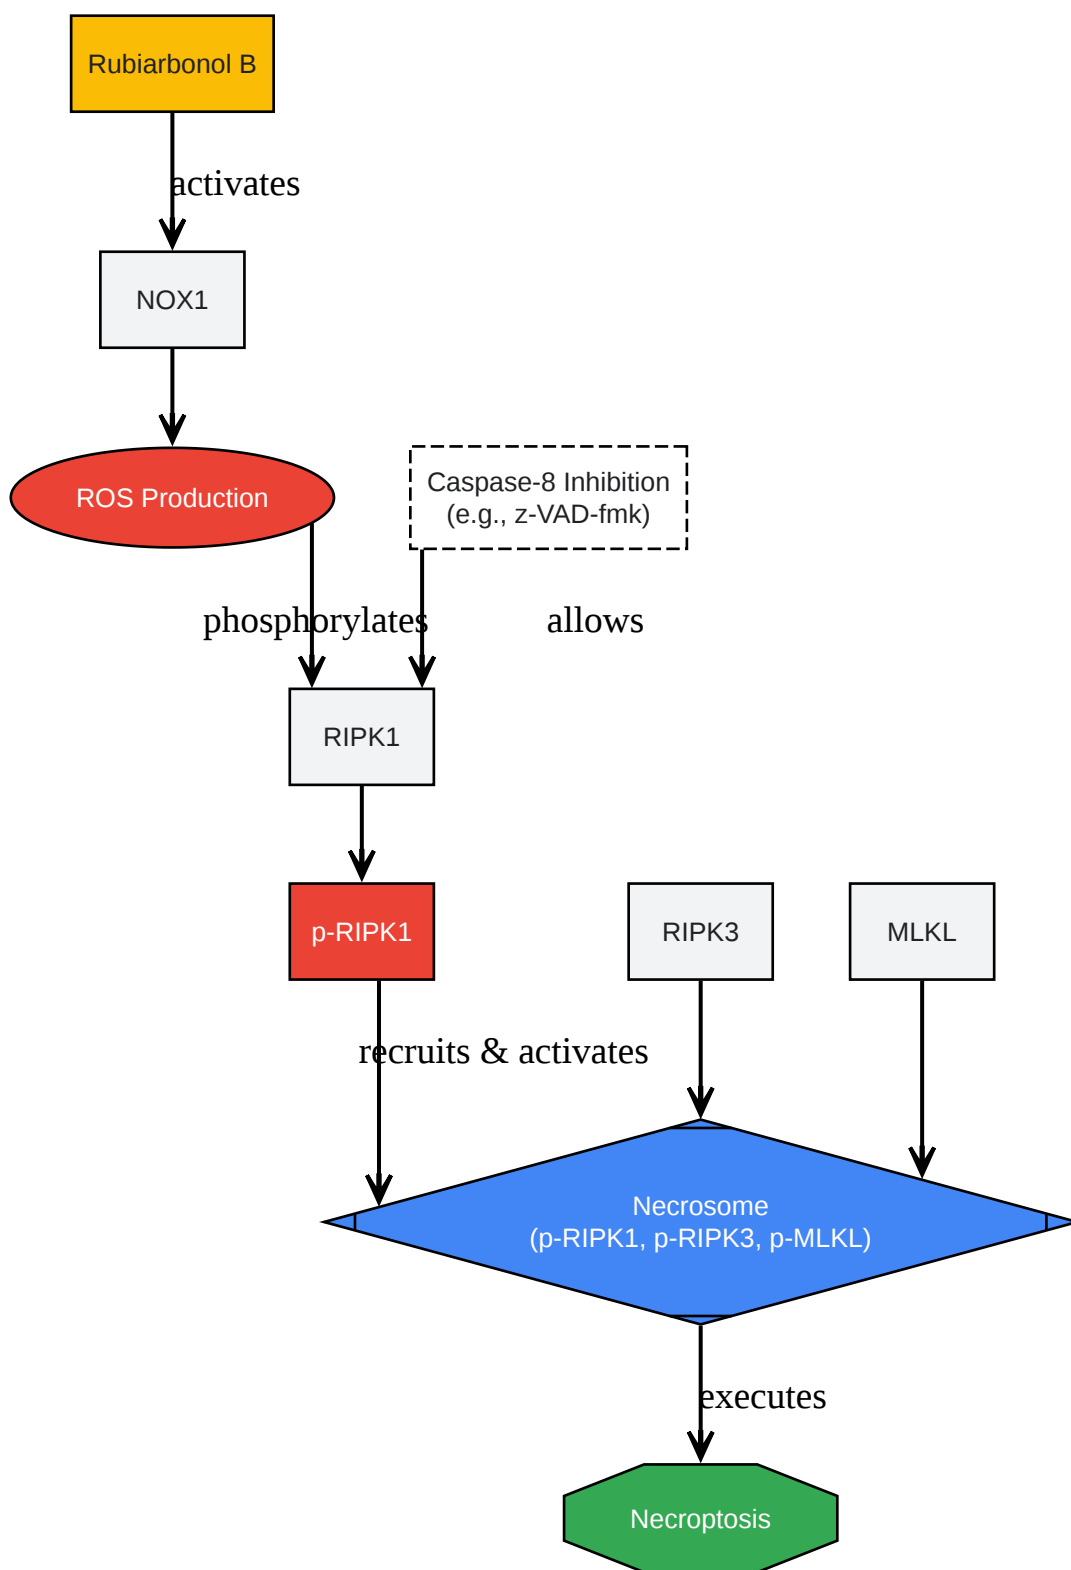 Rubiarbonol B
activates
NOX1
ROS Production
Caspase-8 Inhibition
(e.g., z-VAD-fmk)
phosphorylates
allows
RIPK1
p-RIPK1
RIPK3
MLKL
recruits & activates
Necrosome
(p-RIPK1, p-RIPK3, p-MLKL)
executes
Necroptosis